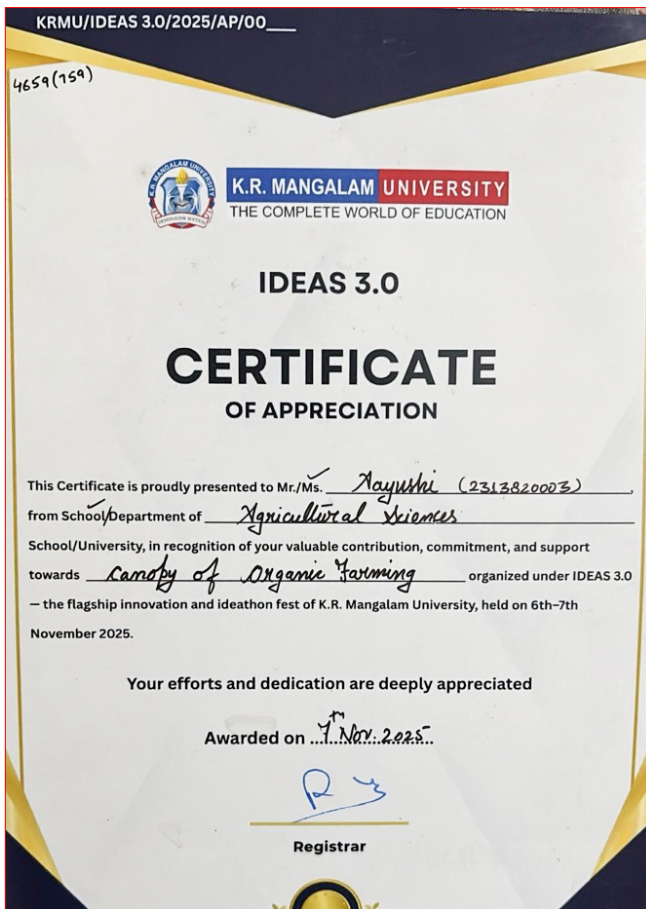 KRMU/IDEAS 3.0/2025/AP/00___
4659(759)
K.R. MANGALAM UNIVERSITY
K.R. MANGALAM UNIVERSITY
THE COMPLETE WORLD OF EDUCATION
IDEAS 3.0
CERTIFICATE
OF APPRECIATION
This Certificate is proudly presented to Mr./Ms. Aayushi (2313820003),
from School/Department of Agricultural Sciences
School/University, in recognition of your valuable contribution, commitment, and support
towards Canopy of Organic Farming organized under IDEAS 3.0
– the flagship innovation and ideathon fest of K.R. Mangalam University, held on 6th–7th
November 2025.
Your efforts and dedication are deeply appreciated
Awarded on 7th Nov. 2025
Registrar